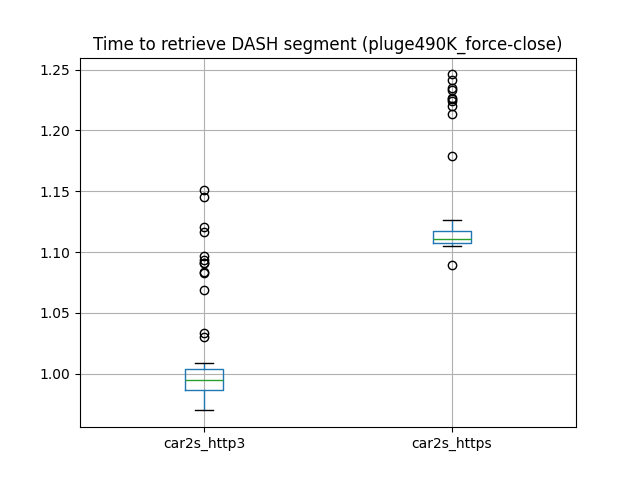 Time to retrieve DASH segment (pluge490K_force-close)
1.25
1.20
1.15
1.10
1.05
1.00
car2s_http3
car2s_https